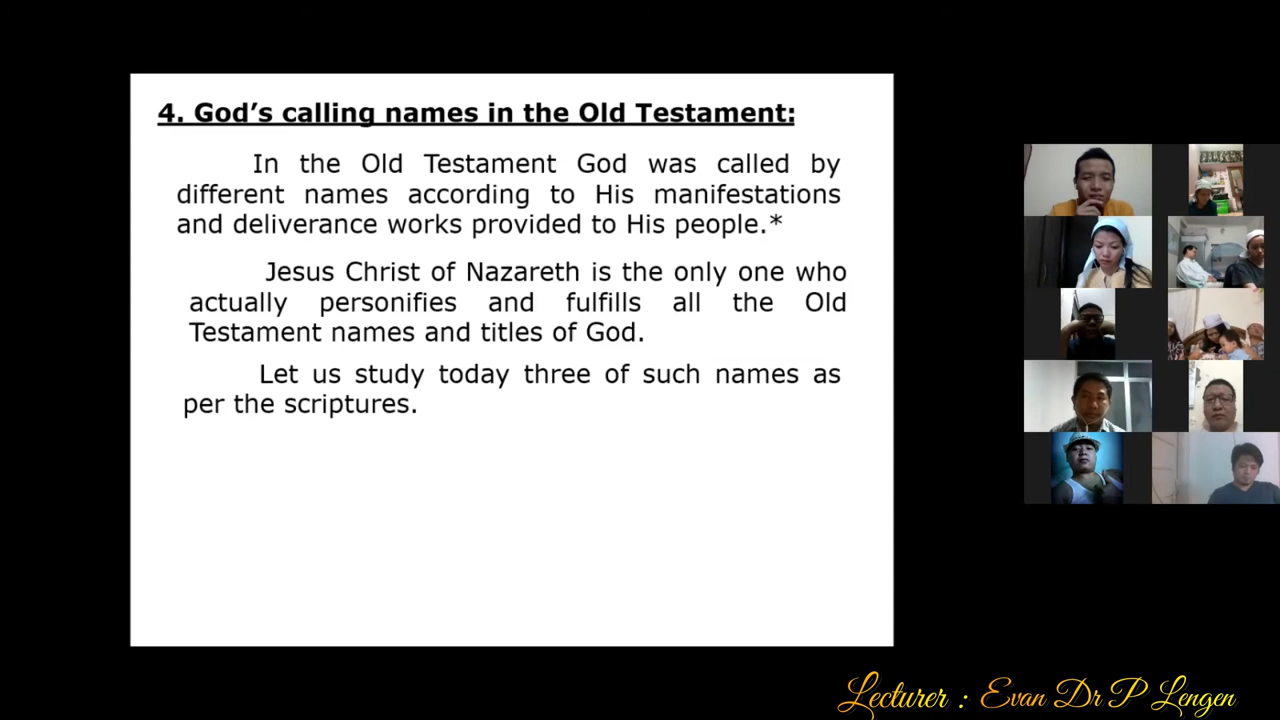 4. God’s calling names in the Old Testament:
In the Old Testament God was called by
different names according to His manifestations
and deliverance works provided to His people.*
Jesus Christ of Nazareth is the only one who
actually personifies and fulfills all the Old
Testament names and titles of God.
Let us study today three of such names as
per the scriptures.
Lecturer : Evan Dr P Lengen